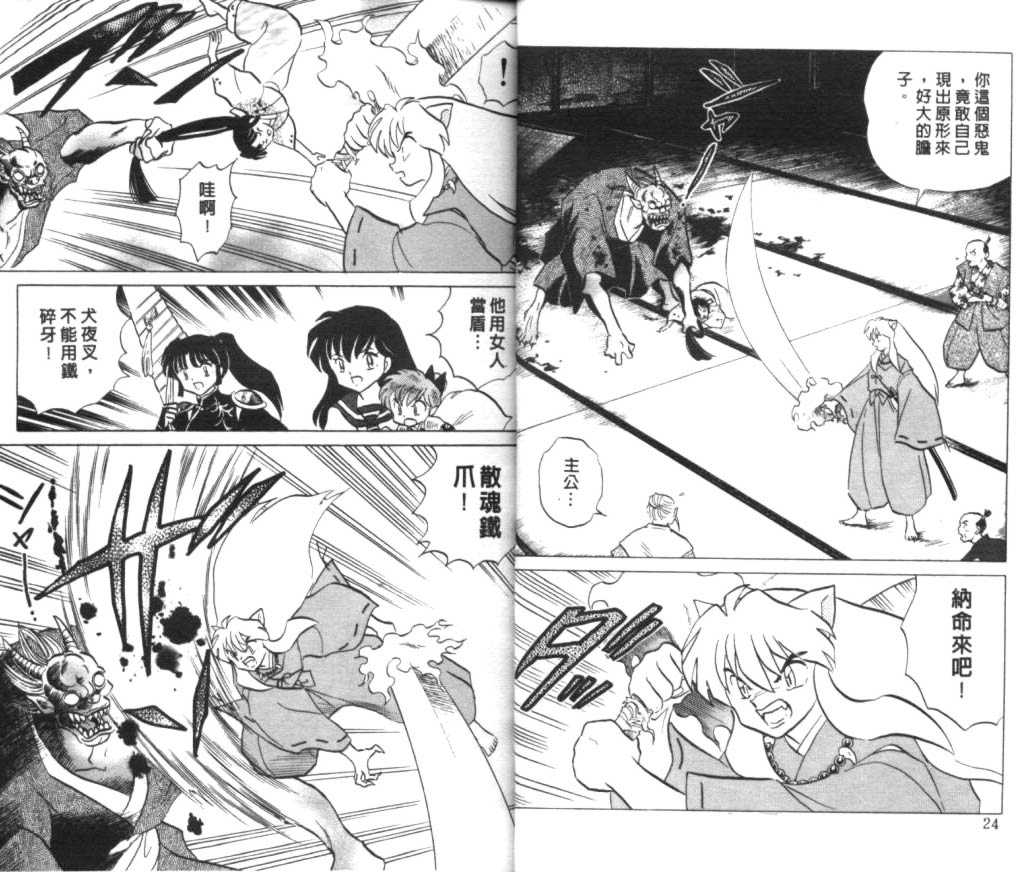 你這個惡鬼
，竟敢自己
現出原形來
，好大的膽
子。
主公…
納命來吧！
24
！
哇啊！
他用女人
當盾…
犬夜叉，
不能用鐵
碎牙！
散魂鐵
爪！